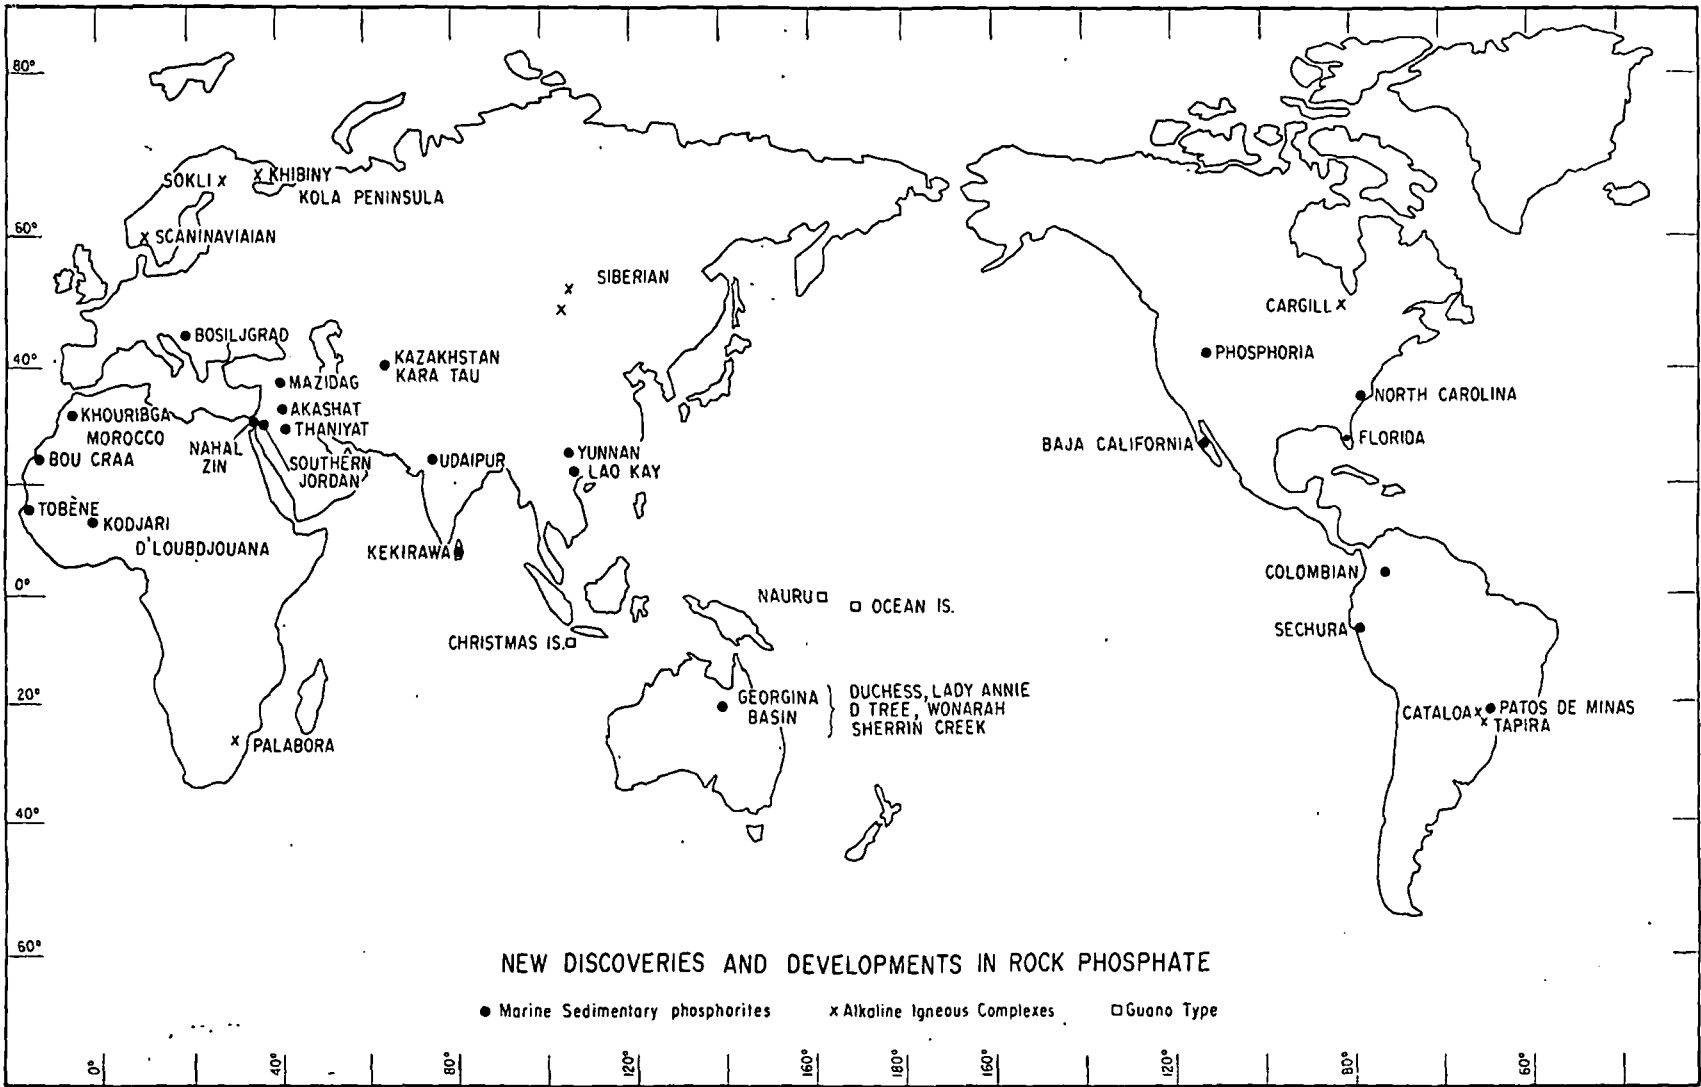 80°
SOKLI x
x KHIBINY
KOLA PENINSULA
60°
x SCANINAVAIAN
SIBERIAN
x
x
CARGILL x
BOSILJGRAD
40°
KAZAKHSTAN
KARA TAU
PHOSPHORIA
MAZIDAG
NORTH CAROLINA
AKASHAT
KHOURIBGA
MOROCCO
THANIYAT
FLORIDA
NAHAL
ZIN
BAJA CALIFORNIA
YUNNAN
BOU CRAA
SOUTHERN
JORDAN
UDAIPUR
LAO KAY
TOBÈNE
KODJARI
D'LOUBDJOUANA
KEKIRAWA
COLOMBIAN
0°
NAURU
OCEAN IS.
SECHURA
CHRISTMAS IS.
20°
GEORGINA
BASIN
DUCHESS, LADY ANNIE
D TREE, WONARAH
SHERRIN CREEK
CATALOA x
PATOS DE MINAS
x TAPIRA
x PALABORA
40°
60°
NEW DISCOVERIES AND DEVELOPMENTS IN ROCK PHOSPHATE
● Marine Sedimentary phosphorites x Alkaline Igneous Complexes □ Guano Type
0° 40° 80° 120° 140° 160° 180° 160° 120° 80° 60°